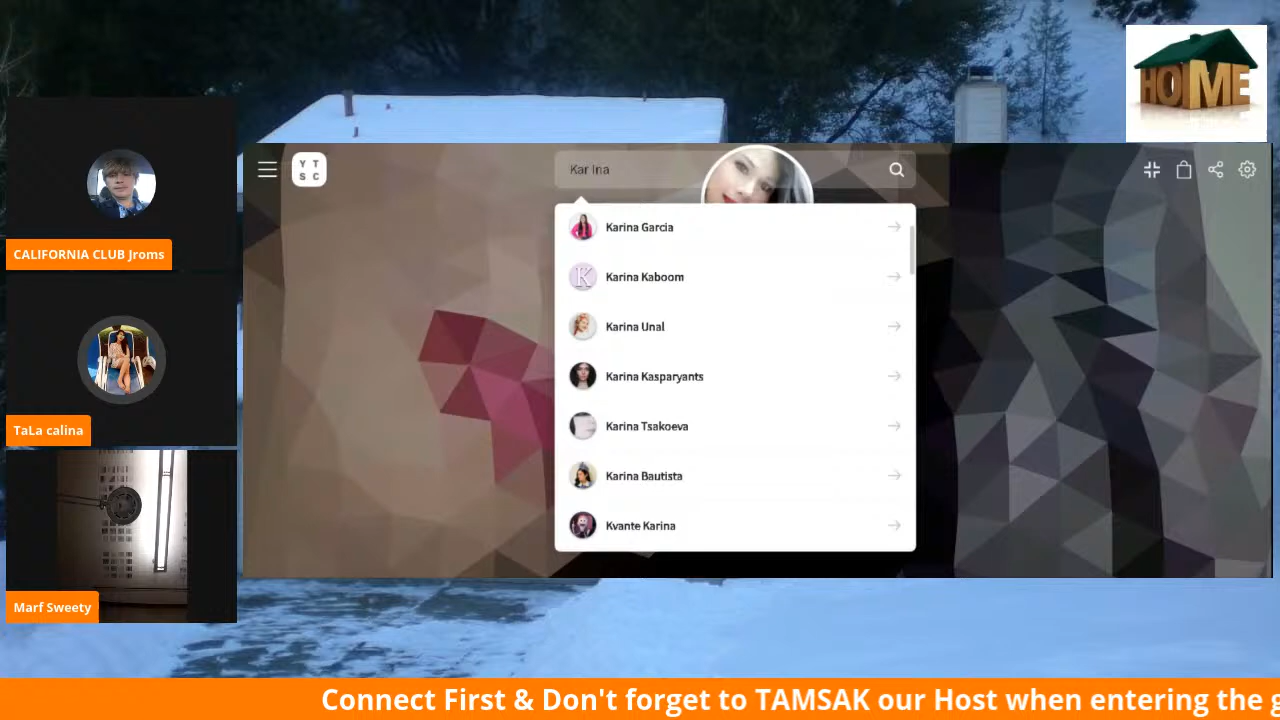 HOME
CALIFORNIA CLUB Jroms
TaLa calina
Marf Sweety
Y T
S C
Kar Ina
Karina Garcia
K
Karina Kaboom
Karina Unal
Karina Kasparyants
Karina Tsakoeva
Karina Bautista
Kvante Karina
Connect First & Don't forget to TAMSAK our Host when entering the g